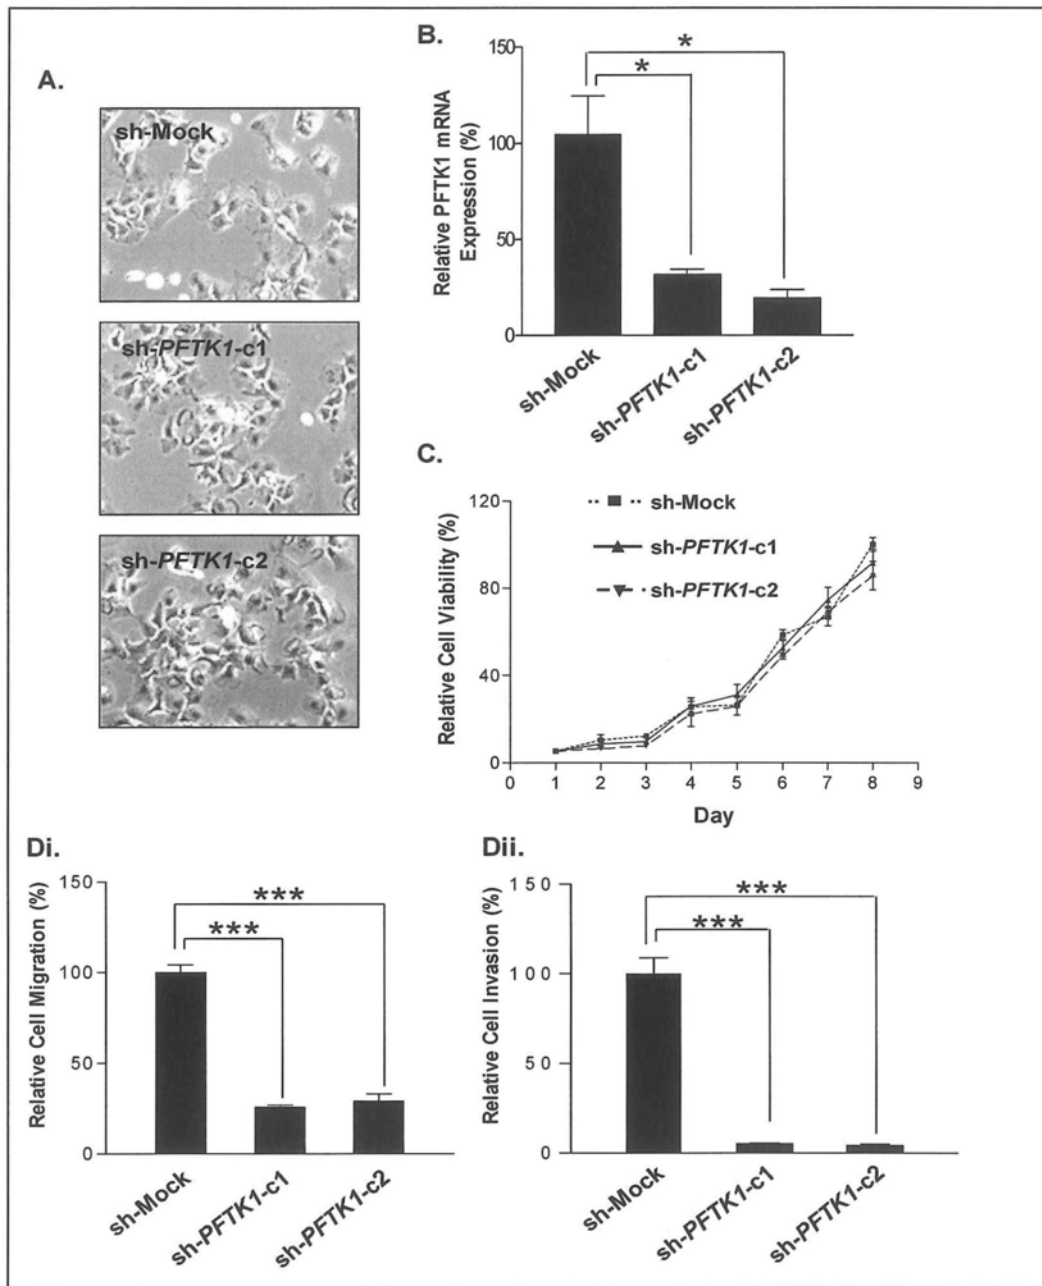 A.
sh-Mock
sh-PFTK1-c1
sh-PFTK1-c2
B.
Relative PFTK1 mRNA
Expression (%)
150
100
50
0
*
*
sh-Mock
sh-PFTK1-c1
sh-PFTK1-c2
C.
Relative Cell Viability (%)
120
80
40
0
sh-Mock
sh-PFTK1-c1
sh-PFTK1-c2
0 1 2 3 4 5 6 7 8 9
Day
Di.
Relative Cell Migration (%)
150
100
50
0
***
***
sh-Mock
sh-PFTK1-c1
sh-PFTK1-c2
Dii.
Relative Cell Invasion (%)
150
100
50
0
***
***
sh-Mock
sh-PFTK1-c1
sh-PFTK1-c2